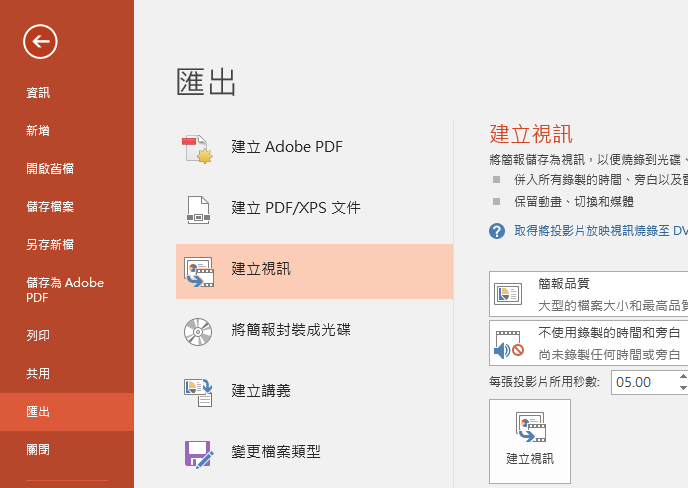 匯出
資訊
新增
開啟舊檔
儲存檔案
另存新檔
儲存為 Adobe
PDF
列印
共用
匯出
關閉
建立 Adobe PDF
建立 PDF/XPS 文件
建立視訊
將簡報封裝成光碟
建立講義
變更檔案類型
建立視訊
將簡報儲存為視訊，以便燒錄到光碟、
併入所有錄製的時間、旁白以及
保留動畫、切換和媒體
取得將投影片放映視訊燒錄至 DV
簡報品質
大型的檔案大小和最高品質
不使用錄製的時間和旁白
尚未錄製任何時間或旁白
每張投影片所用秒數: 05.00
建立視訊